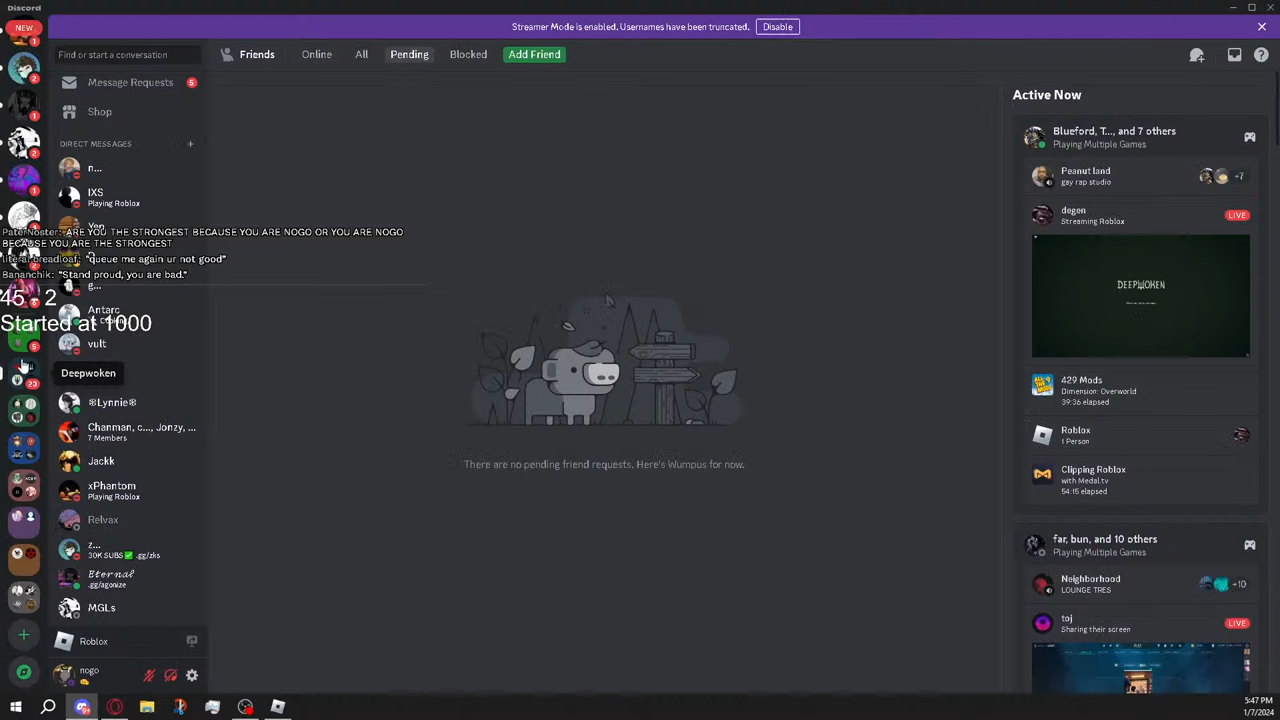 Discord
Streamer Mode is enabled. Usernames have been truncated.
Disable
NEW
Find or start a conversation
Friends
Online
All
Pending
Blocked
Add Friend
Message Requests
5
Shop
DIRECT MESSAGES
n...
IXS
Playing Roblox
PaterNoster: ARE YOU THE STRONGEST BECAUSE YOU ARE NOGO OR YOU ARE NOGO
BECAUSE YOU ARE THE STRONGEST
literal breadloaf: "queue me again ur not good"
Bananchik: "Stand proud, you are bad."
g...
45 - 2
Started at 1000
Antarc
vult
Deepwoken
23
❊Lynnie❊
Chanman, c..., Jonzy, ...
7 Members
Jackk
xPhantom
Playing Roblox
Relvax
z...
30K SUBS✅ .gg/zks
Eternal
.gg/agonize
MGLs
Roblox
nogo
There are no pending friend requests. Here's Wumpus for now.
Active Now
Blueford, T..., and 7 others
Playing Multiple Games
Peanut land
gay rap studio
+7
degen
Streaming Roblox
LIVE
DEEPWOKEN
429 Mods
Dimension: Overworld
39:36 elapsed
Roblox
1 Person
Clipping Roblox
with Medal.tv
54:15 elapsed
far, bun, and 10 others
Playing Multiple Games
Neighborhood
LOUNGE TRES
+10
toj
Sharing their screen
LIVE
5:47 PM
1/7/2024